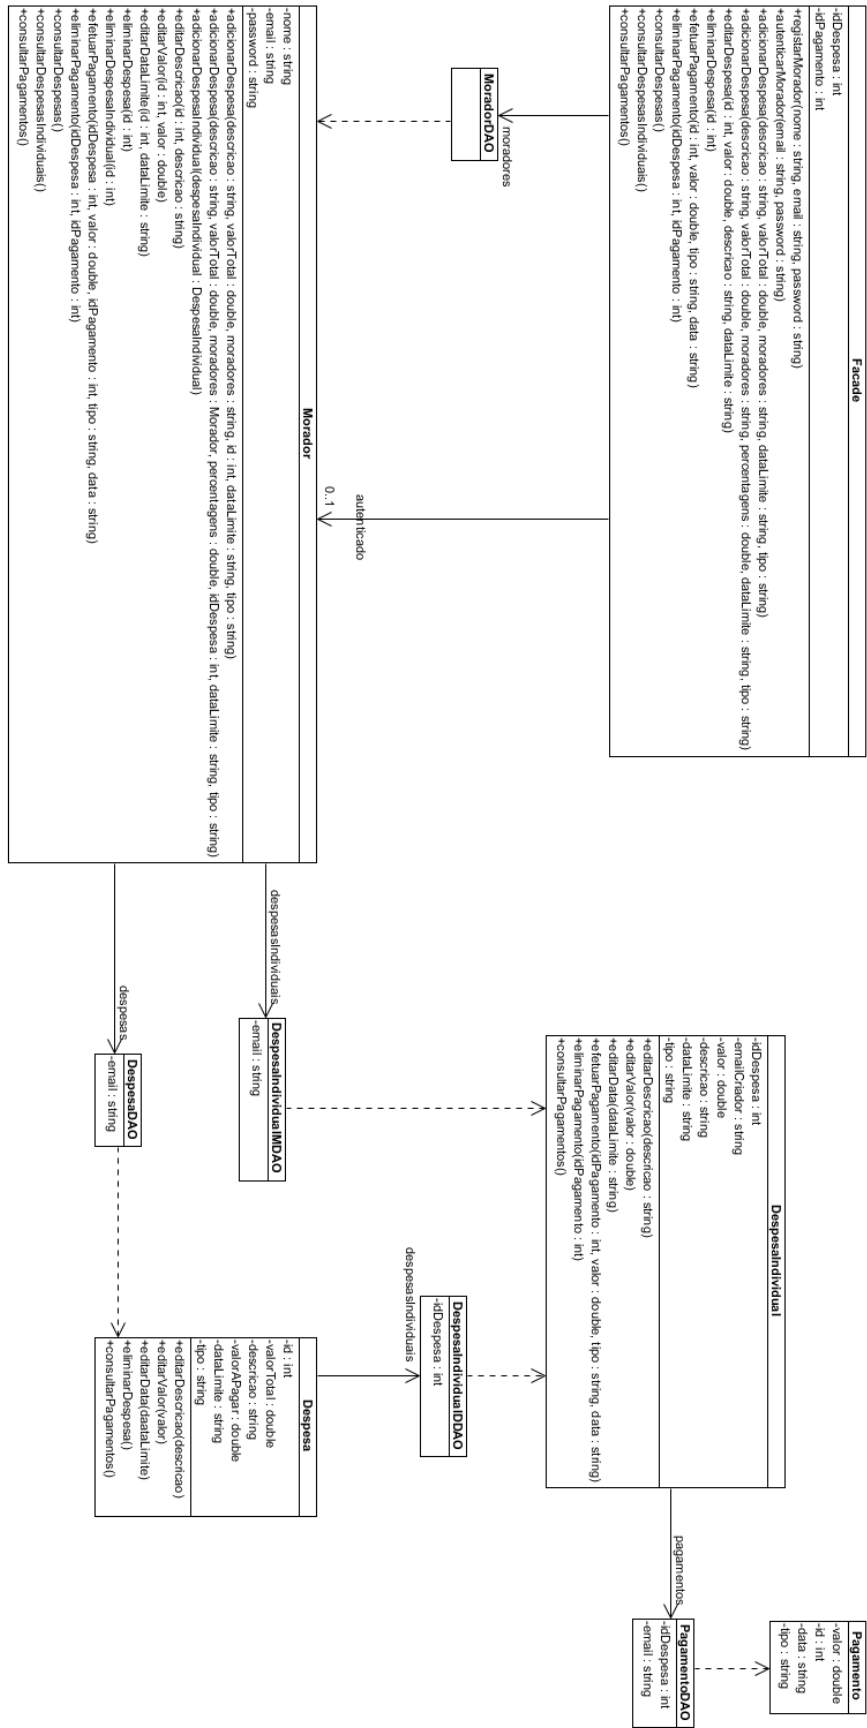 Facade
-idDespesa : int
-idPagamento : int
+registarMorador(nome : string, email : string, password : string)
+autenticarMorador(email : string, password : string)
+adicionarDespesa(descricao : string, valorTotal : double, moradores : string, dataLimite : string, tipo : string)
+adicionarDespesa(descricao : string, valorTotal : double, moradores : string, percentagens : double, dataLimite : string, tipo : string)
+editarDespesa(id : int, valor : double, descricao : string, dataLimite : string)
+eliminarDespesa(id : int)
+efetuarPagamento(id : int, valor : double, tipo : string, data : string)
+eliminarPagamento(idDespesa : int, idPagamento : int)
+consultarDespesas()
+consultarDespesasIndividuais()
+consultarPagamentos()
moradores
MoradorDAO
autenticado
0..1
Morador
-nome : string
-email : string
-password : string
+adicionarDespesa(descricao : string, valorTotal : double, moradores : string, id : int, dataLimite : string, tipo : string)
+adicionarDespesa(descricao : string, valorTotal : double, moradores : Morador, percentagens : double, idDespesa : int, dataLimite : string, tipo : string)
+adicionarDespesaIndividual(despesaIndividual : DespesaIndividual)
+editarDescricao(id : int, descricao : string)
+editarValor(id : int, valor : double)
+editarDataLimite(id : int, dataLimite : string)
+eliminarDespesa(id : int)
+eliminarDespesaIndividual(id : int)
+efetuarPagamento(idDespesa : int, valor : double, idPagamento : int, tipo : string, data : string)
+eliminarPagamento(idDespesa : int, idPagamento : int)
+consultarDespesas()
+consultarDespesasIndividuais()
+consultarPagamentos()
despesasIndividuais
DespesaIndividualMDAO
-email : string
despesas
DespesaDAO
-email : string
DespesaIndividual
-idDespesa : int
-emailCriador : string
-valor : double
-descricao : string
-dataLimite : string
-tipo : string
+editarDescricao(descricao : string)
+editarValor(valor : double)
+editarData(dataLimite : string)
+efetuarPagamento(idPagamento : int, valor : double, tipo : string, data : string)
+eliminarPagamento(idPagamento : int)
+consultarPagamentos()
DespesaIndividualDDAO
-idDespesa : int
despesasIndividuais
Despesa
-id : int
-valorTotal : double
-descricao : string
-valorAPagar : double
-dataLimite : string
-tipo : string
+editarDescricao(descricao)
+editarValor(valor)
+editarData(daataLimite)
+eliminarDespesa()
+consultarPagamentos()
pagamentos
PagamentoDAO
-idDespesa : int
-email : string
Pagamento
-valor : double
-id : int
-data : string
-tipo : string